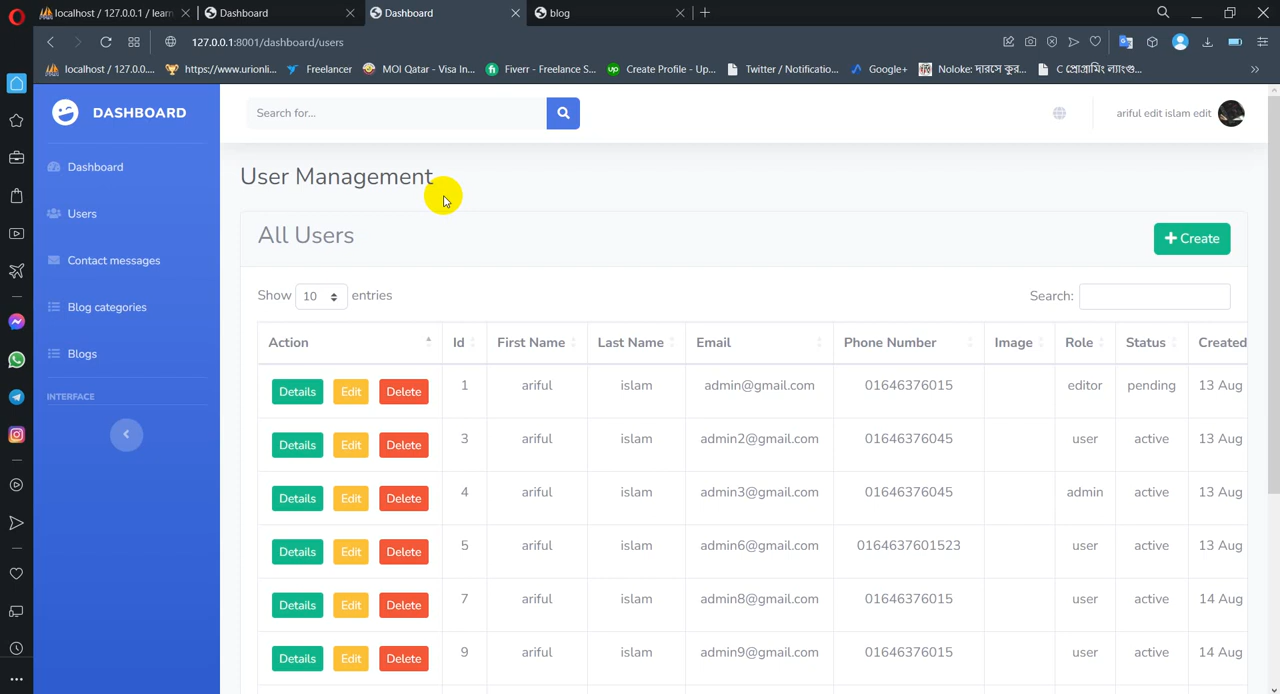 localhost / 127.0.0.1 / learn
Dashboard
Dashboard
blog
127.0.0.1:8001/dashboard/users
localhost / 127.0.0....
https://www.urionli...
Freelancer
MOI Qatar - Visa In...
Fiverr - Freelance S...
Create Profile - Up...
Twitter / Notificatio...
Google+
Noloke: দারসে কুর...
C প্রোগ্রামিং ল্যাংগু...
DASHBOARD
Search for...
ariful edit islam edit
Dashboard
Users
Contact messages
Blog categories
Blogs
INTERFACE
User Management
All Users
Create
Show 10 entries
Search:
Action Id First Name Last Name Email Phone Number Image Role Status Created
Details Edit Delete 1 ariful islam admin@gmail.com 01646376015 editor pending 13 Aug
Details Edit Delete 3 ariful islam admin2@gmail.com 01646376045 user active 13 Aug
Details Edit Delete 4 ariful islam admin3@gmail.com 01646376045 admin active 13 Aug
Details Edit Delete 5 ariful islam admin6@gmail.com 0164637601523 user active 13 Aug
Details Edit Delete 7 ariful islam admin8@gmail.com 01646376015 user active 14 Aug
Details Edit Delete 9 ariful islam admin9@gmail.com 01646376015 user active 14 Aug